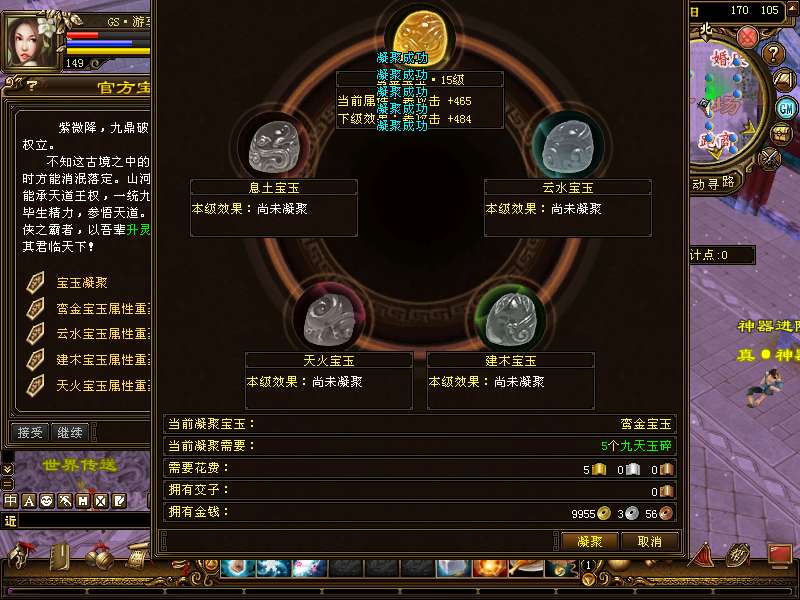 GS·游
149
官方宝
紫微降，九鼎破
权立。
不知这古境之中的
时方能消泯落定。山河
能承天道王权，一统九
毕生精力，参悟天道。
侠之霸者，以吾辈升灵
其君临天下！
宝玉凝聚
鸾金宝玉属性重
云水宝玉属性重
建木宝玉属性重
天火宝玉属性重
接受 继续
世界传送
中 A M
近
凝聚成功
凝聚成功
凝聚成功
凝聚成功
凝聚成功
15级
当前属 击 +465
下级效果 击 +484
息土宝玉
本级效果：尚未凝聚
云水宝玉
本级效果：尚未凝聚
天火宝玉
本级效果：尚未凝聚
建木宝玉
本级效果：尚未凝聚
当前凝聚宝玉： 鸾金宝玉
当前凝聚需要： 5个九天玉碎
需要花费： 5 0 0
拥有交子： 0
拥有金钱： 9955 3 56
凝聚 取消
170 105
北
?
GM
动寻路
计点:0
神器进阶
真 神器
1